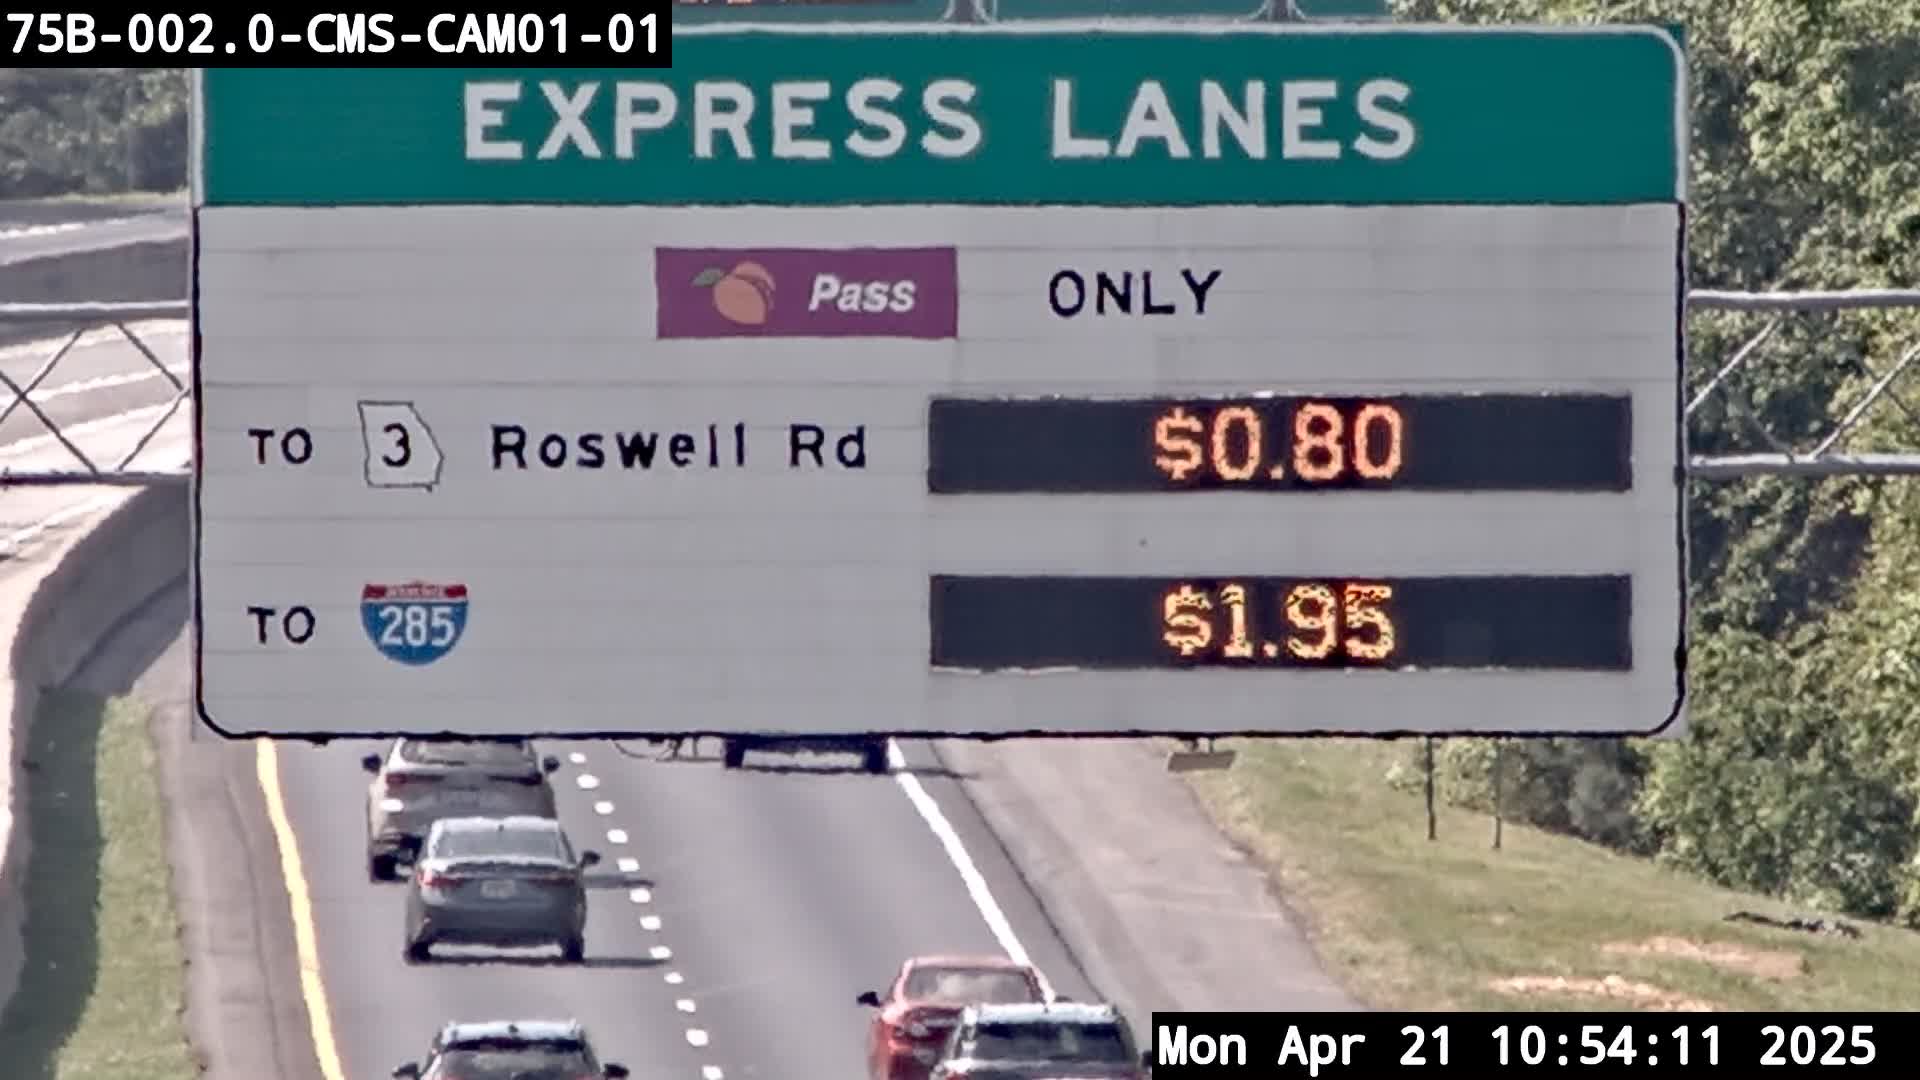 75B-002.0-CMS-CAM01-01
EXPRESS LANES
Pass ONLY
TO 3 Roswell Rd $0.80
TO 285 $1.95
Mon Apr 21 10:54:11 2025